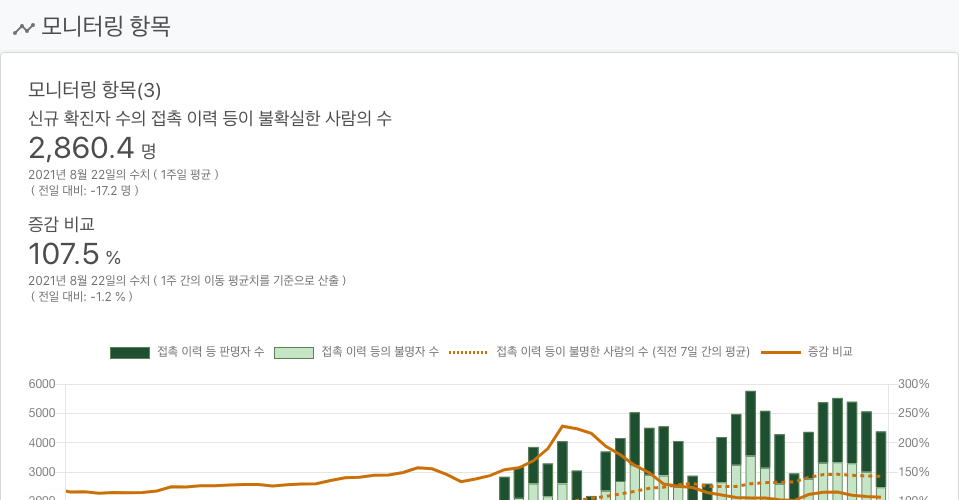 모니터링 항목
모니터링 항목(3)
신규 확진자 수의 접촉 이력 등이 불확실한 사람의 수
2,860.4 명
2021년 8월 22일의 수치 ( 1주일 평균 )
( 전일 대비: -17.2 명 )
증감 비교
107.5 %
2021년 8월 22일의 수치 ( 1주 간의 이동 평균치를 기준으로 산출 )
( 전일 대비: -1.2 % )
접촉 이력 등 판명자 수 접촉 이력 등의 불명자 수 접촉 이력 등이 불명한 사람의 수 (직전 7일 간의 평균) 증감 비교
6000 300%
5000 250%
4000 200%
3000 150%
2000 100%